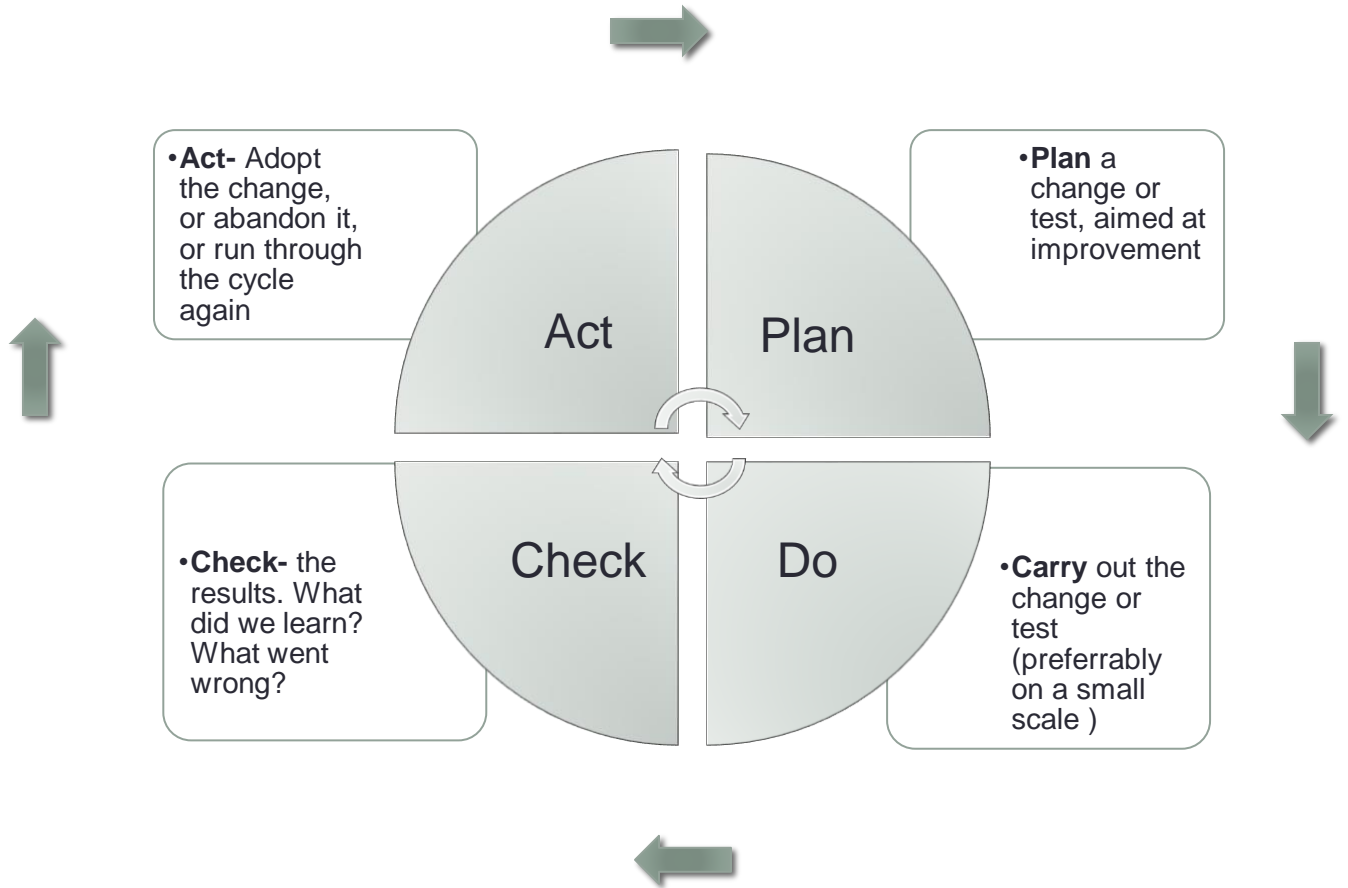 •Act- Adopt
the change,
or abandon it,
or run through
the cycle
again
•Plan a
change or
test, aimed at
improvement
Act
Plan
Check
Do
•Check- the
results. What
did we learn?
What went
wrong?
•Carry out the
change or
test
(preferrably
on a small
scale )